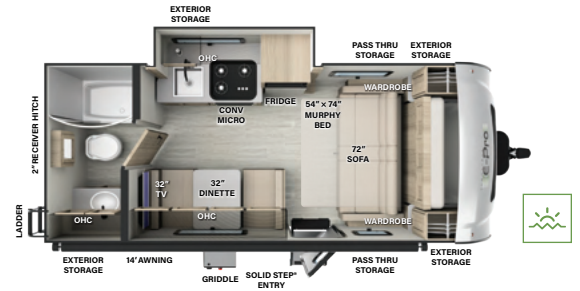 EXTERIOR
STORAGE
PASS THRU
STORAGE
EXTERIOR
STORAGE
OHC
WARDROBE
CONV
MICRO
FRIDGE
54" x 74"
MURPHY
BED
2" RECEIVER HITCH
72"
SOFA
E-Pro
32"
TV
32"
DINETTE
LADDER
OHC
OHC
WARDROBE
EXTERIOR
STORAGE
14' AWNING
GRIDDLE
SOLID STEP®
ENTRY
PASS THRU
STORAGE
EXTERIOR
STORAGE